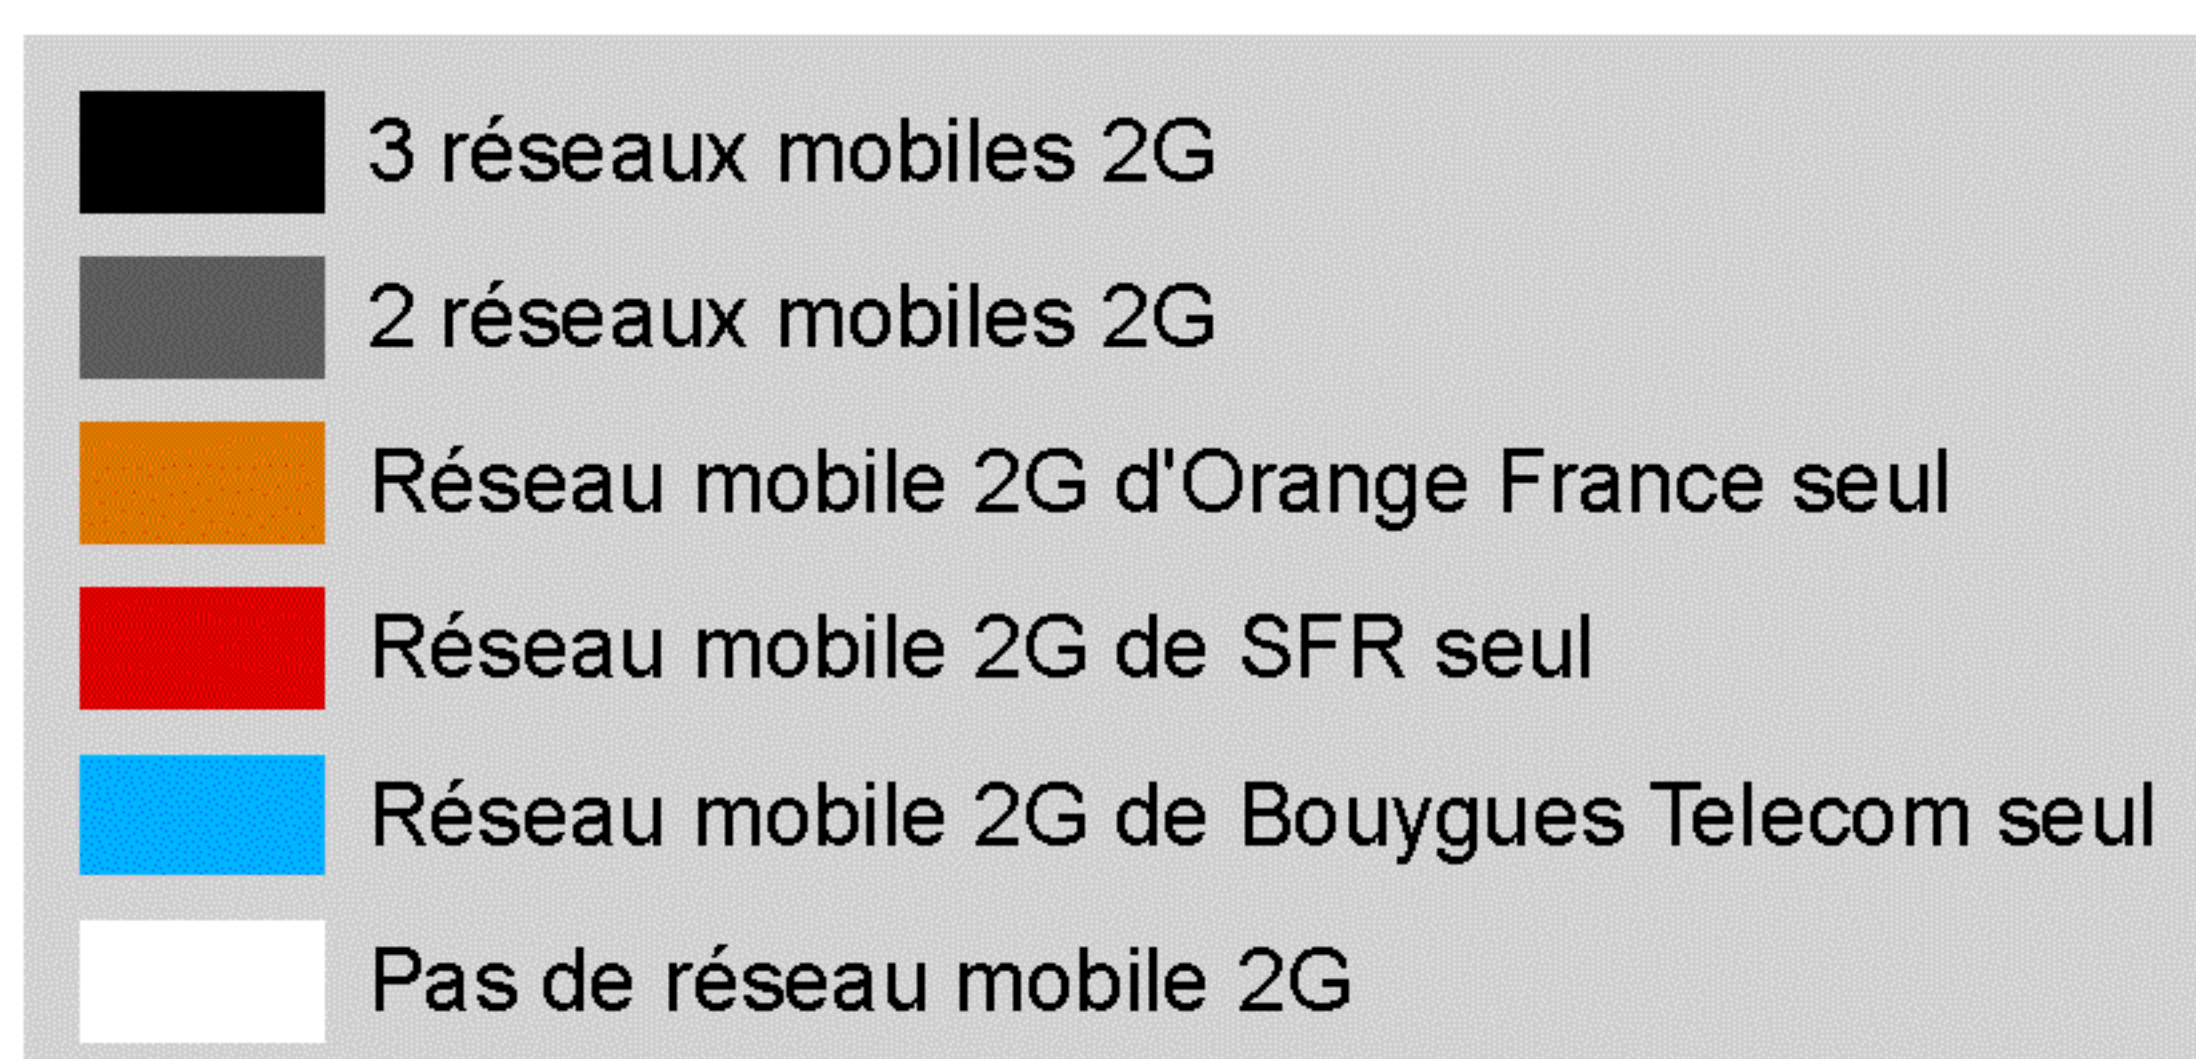 3 réseaux mobiles 2G
2 réseaux mobiles 2G
Réseau mobile 2G d'Orange France seul
Réseau mobile 2G de SFR seul
Réseau mobile 2G de Bouygues Telecom seul
Pas de réseau mobile 2G